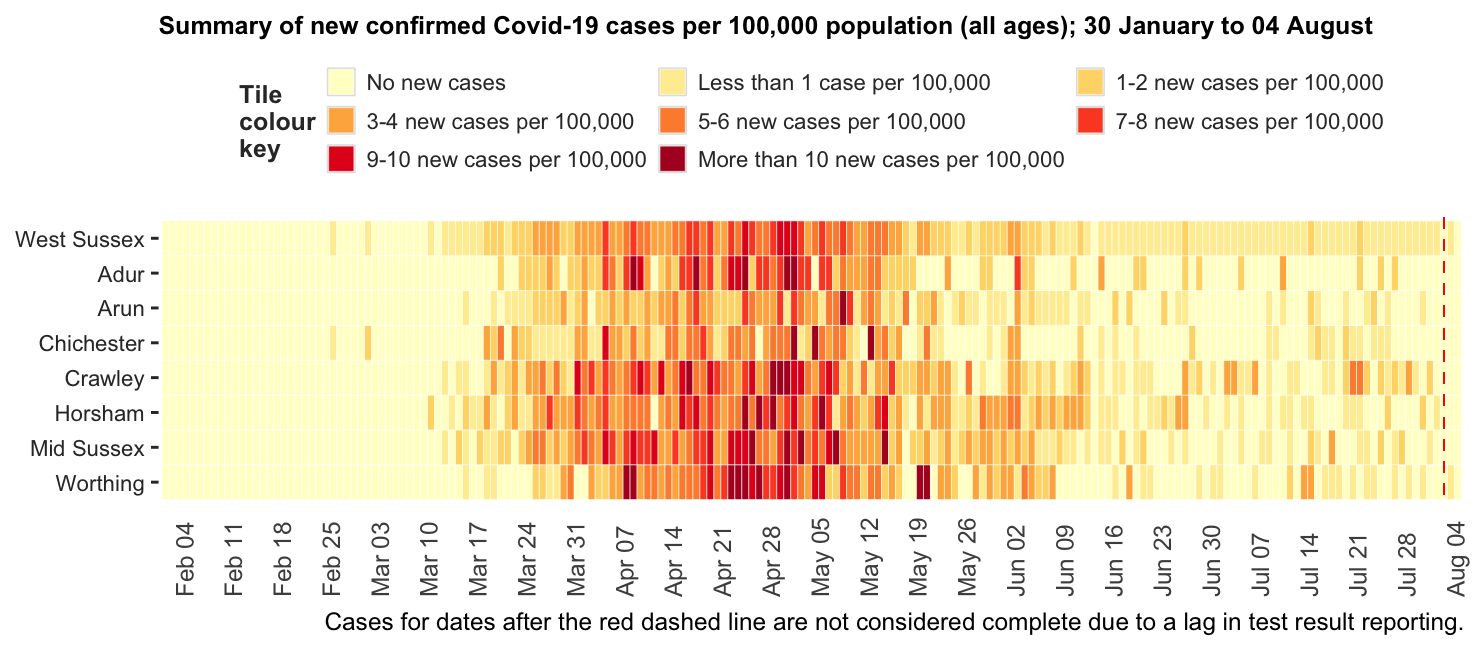 Summary of new confirmed Covid-19 cases per 100,000 population (all ages); 30 January to 04 August
Tile
colour
key
No new cases
Less than 1 case per 100,000
1-2 new cases per 100,000
3-4 new cases per 100,000
5-6 new cases per 100,000
7-8 new cases per 100,000
9-10 new cases per 100,000
More than 10 new cases per 100,000
West Sussex
Adur
Arun
Chichester
Crawley
Horsham
Mid Sussex
Worthing
Feb 04
Feb 11
Feb 18
Feb 25
Mar 03
Mar 10
Mar 17
Mar 24
Mar 31
Apr 07
Apr 14
Apr 21
Apr 28
May 05
May 12
May 19
May 26
Jun 02
Jun 09
Jun 16
Jun 23
Jun 30
Jul 07
Jul 14
Jul 21
Jul 28
Aug 04
Cases for dates after the red dashed line are not considered complete due to a lag in test result reporting.